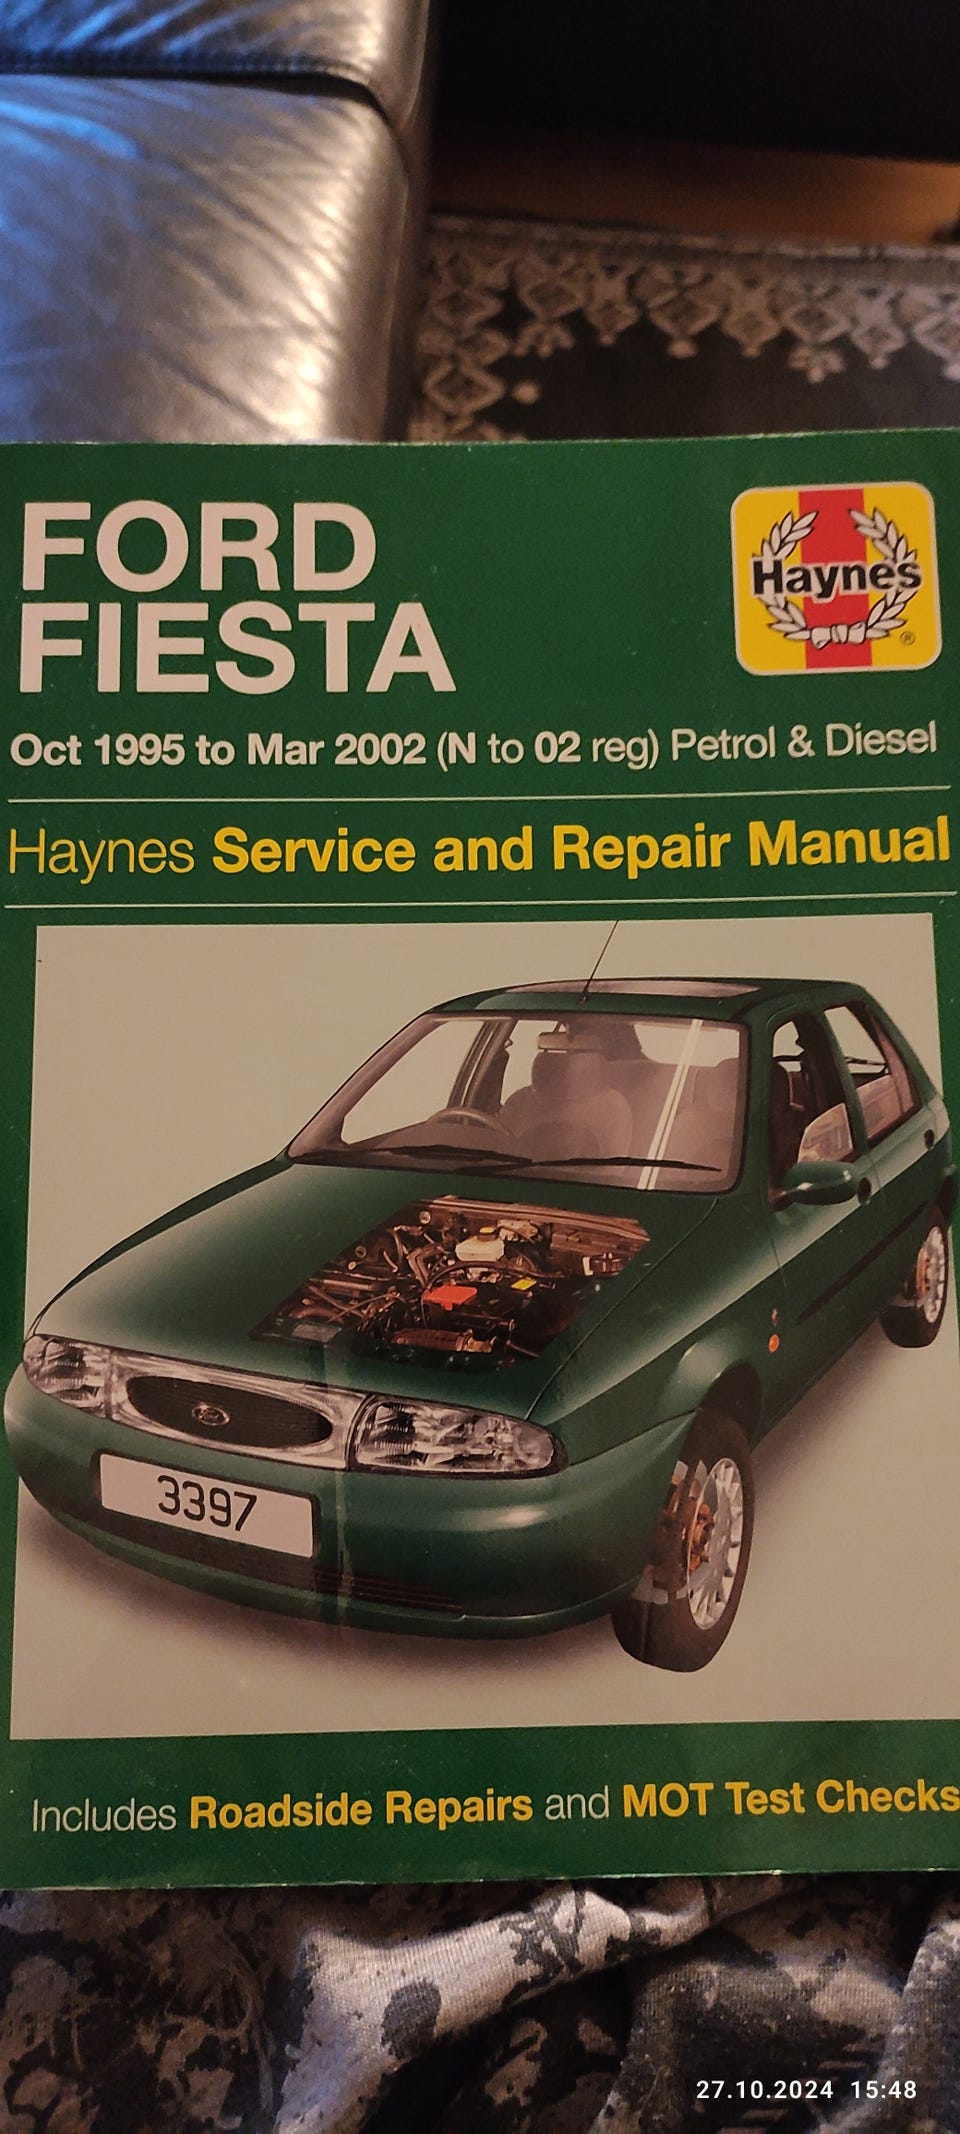 FORD
FIESTA
Haynes
®
Oct 1995 to Mar 2002 (N to 02 reg) Petrol & Diesel
Haynes Service and Repair Manual
Ford
3397
Includes Roadside Repairs and MOT Test Checks
27.10.2024 15:48